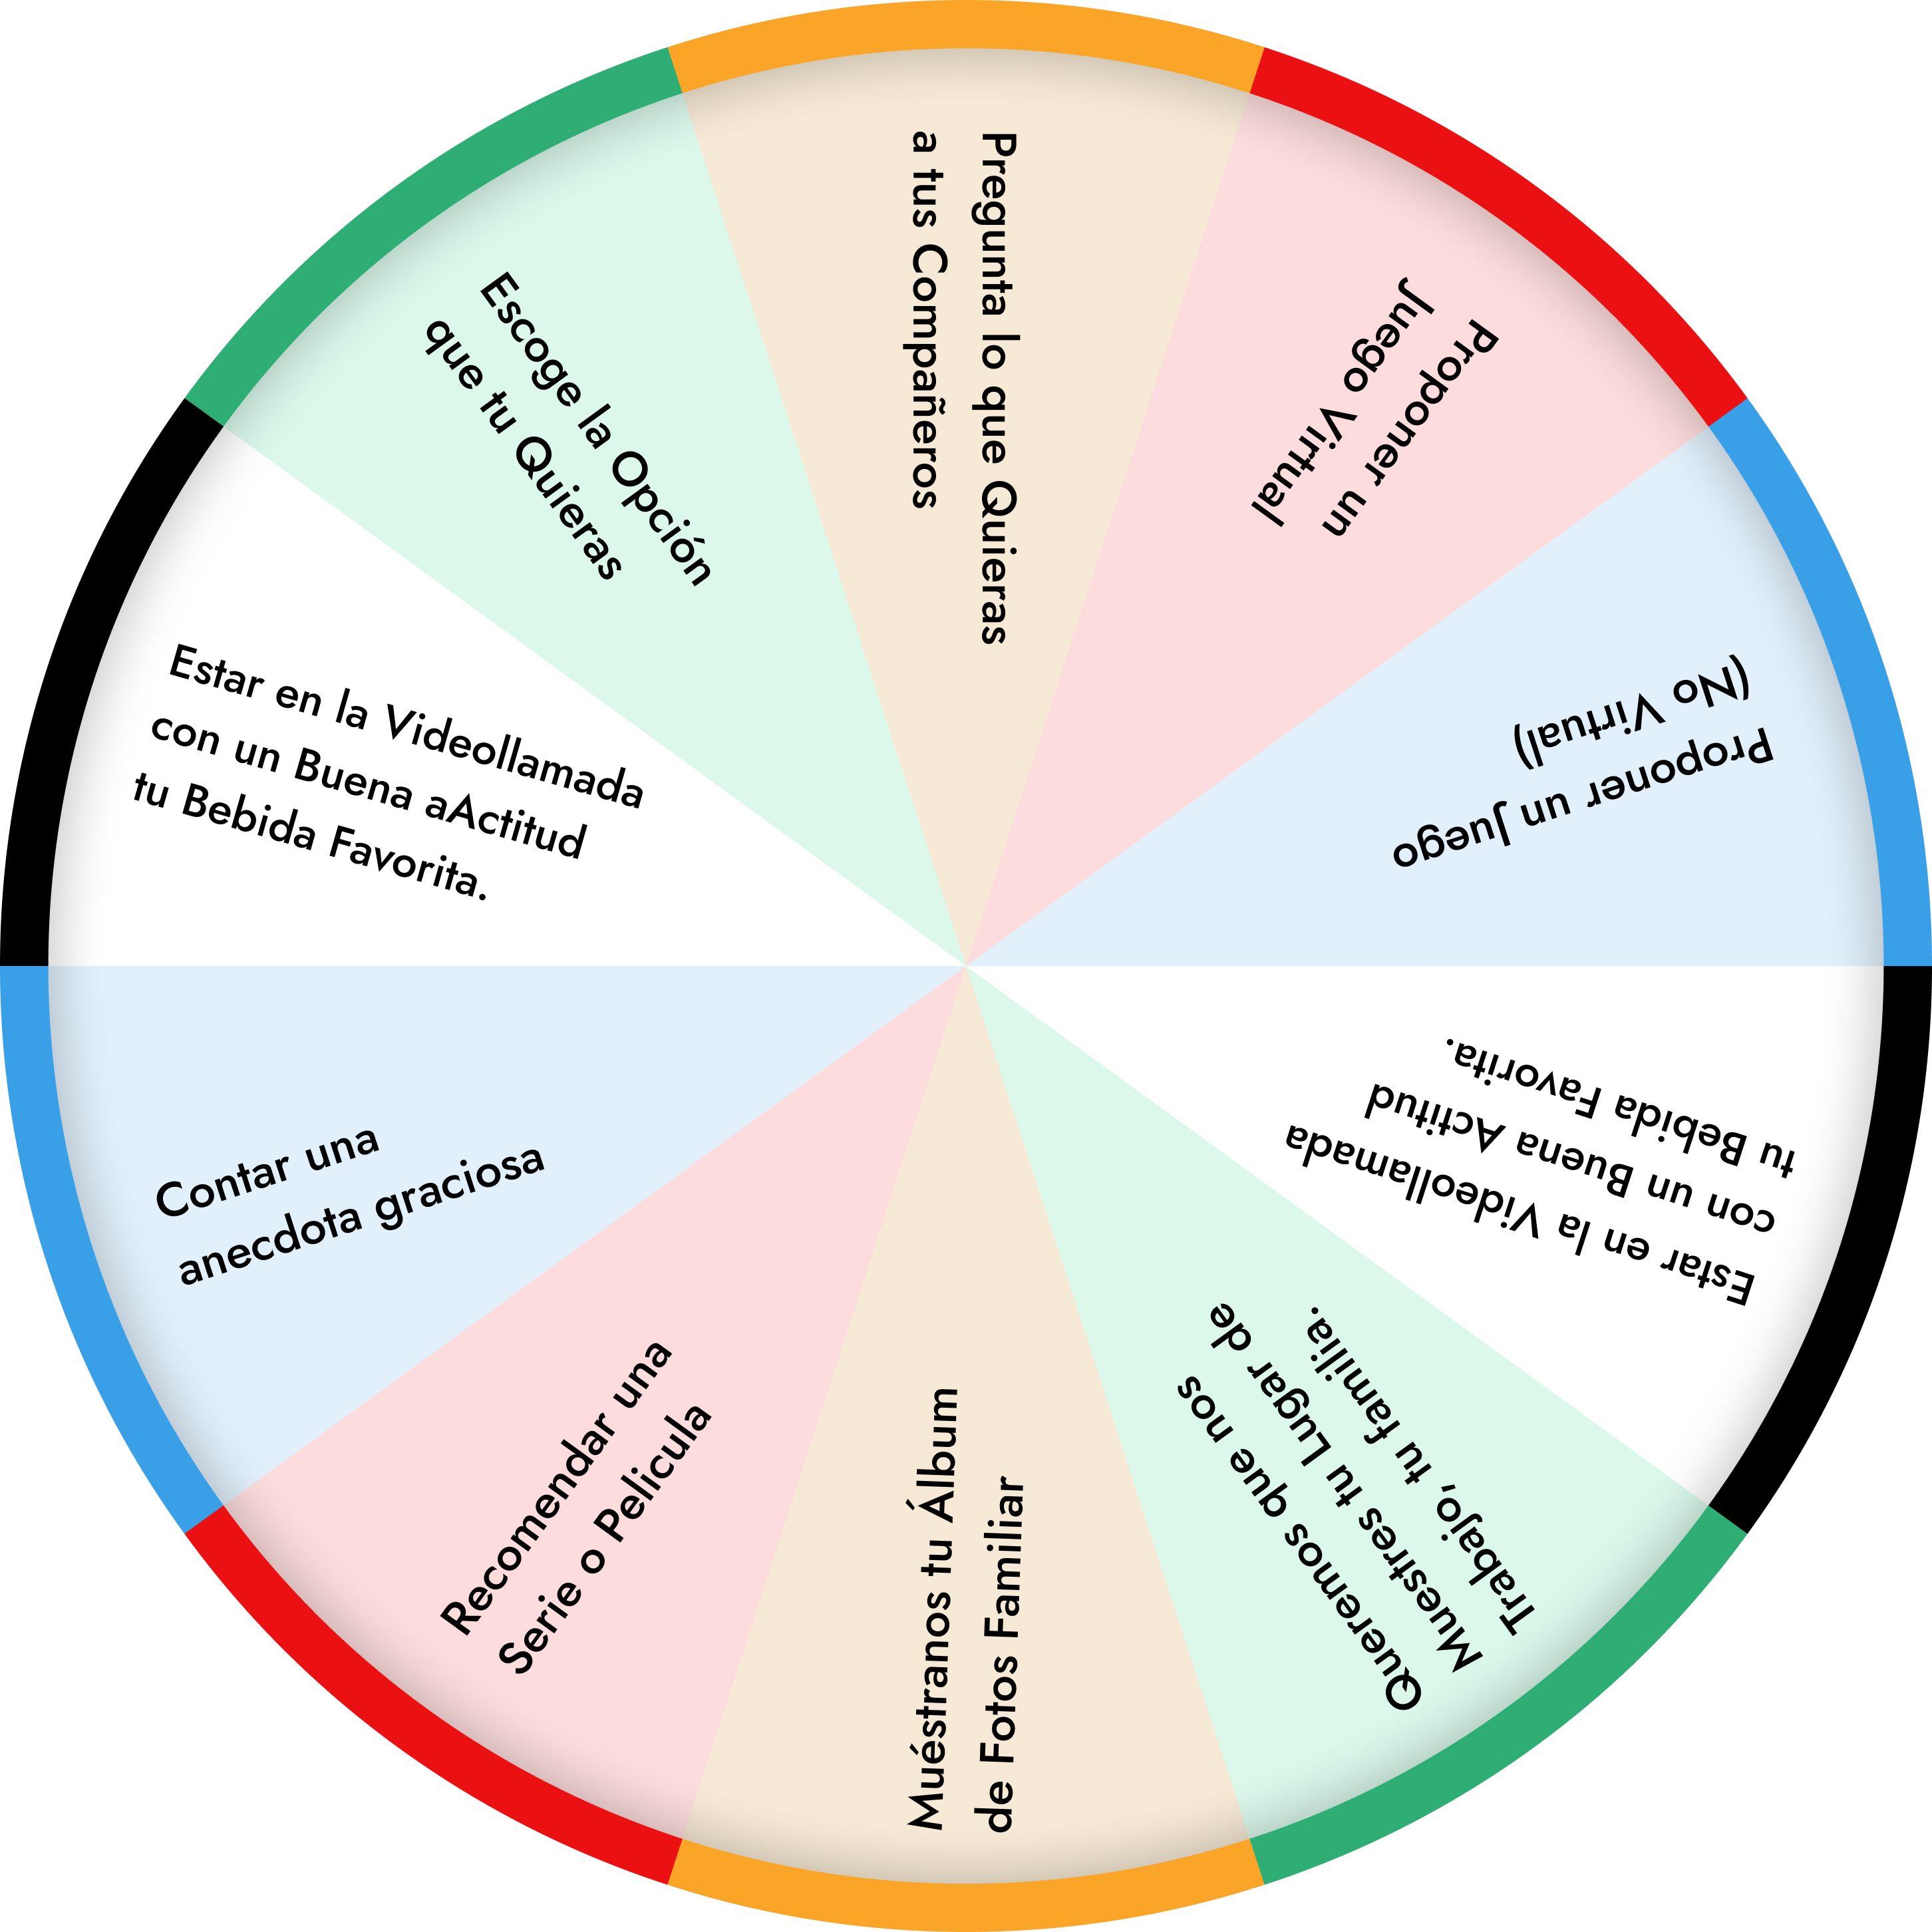 Pregunta lo que Quieras
a tus Compañeros
Proponer un
Juego Virtual
Proponer un Juego
(No Virtual)
Estar en la Videollamada
con un Buena Actitud
tu Bebida Favorita.
Queremos que nos
Muestres tu Lugar de
Trabajo, tu familia.
Muéstranos tu Álbum
de Fotos Familiar
Recomendar una
Serie o Pelicula
Contar una
anecdota graciosa
Estar en la Videollamada
con un Buena aActitud
tu Bebida Favorita.
Escoge la Opción
que tu Quieras